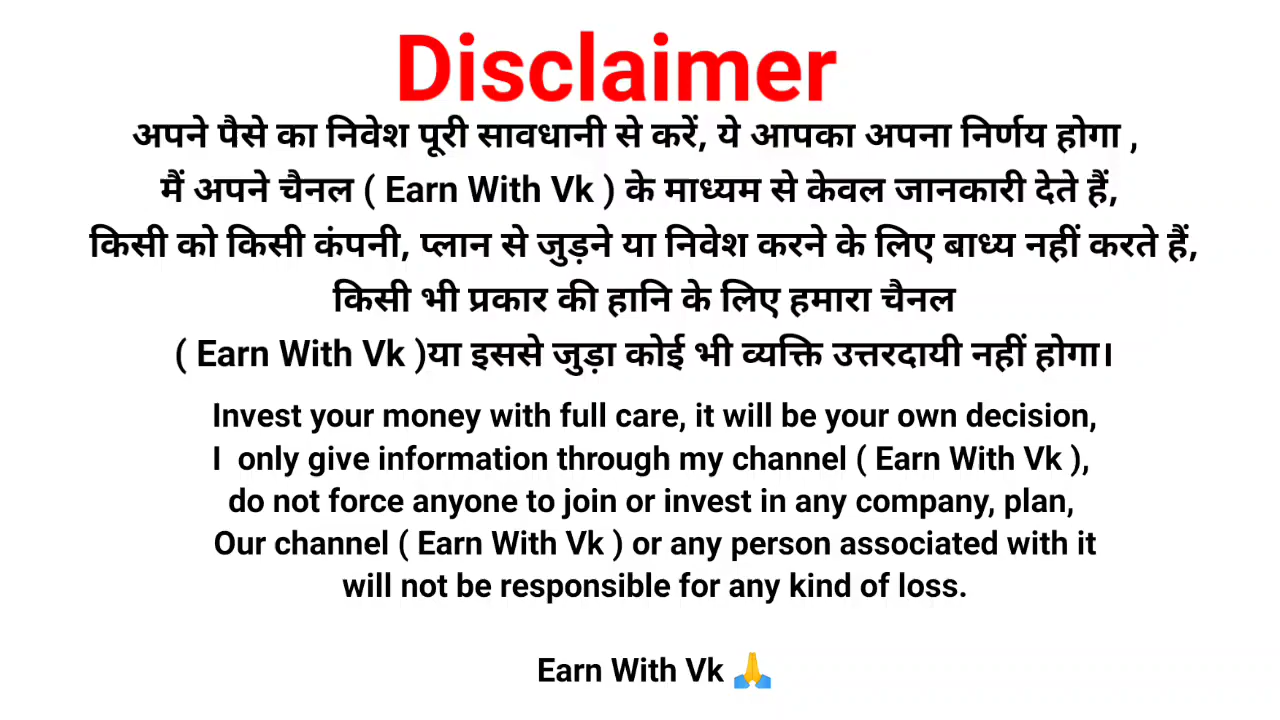 Disclaimer
अपने पैसे का निवेश पूरी सावधानी से करें, ये आपका अपना निर्णय होगा ,
मैं अपने चैनल ( Earn With Vk ) के माध्यम से केवल जानकारी देते हैं,
किसी को किसी कंपनी, प्लान से जुड़ने या निवेश करने के लिए बाध्य नहीं करते हैं,
किसी भी प्रकार की हानि के लिए हमारा चैनल
( Earn With Vk )या इससे जुड़ा कोई भी व्यक्ति उत्तरदायी नहीं होगा।
Invest your money with full care, it will be your own decision,
I  only give information through my channel ( Earn With Vk ),
do not force anyone to join or invest in any company, plan,
Our channel ( Earn With Vk ) or any person associated with it
will not be responsible for any kind of loss.
Earn With Vk 🙏